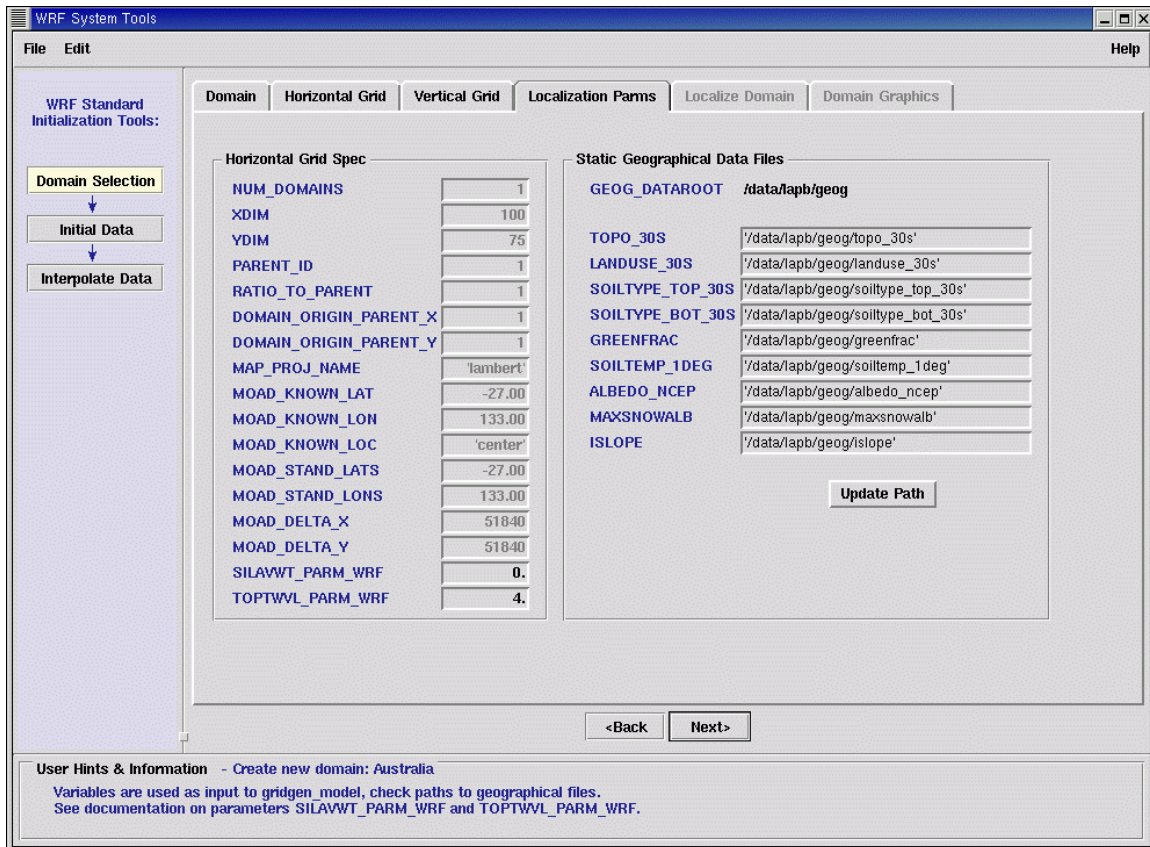 WRF System Tools
File Edit Help
WRF Standard
Initialization Tools:
Domain Selection
Initial Data
Interpolate Data
Domain Horizontal Grid Vertical Grid Localization Parms Localize Domain Domain Graphics
Horizontal Grid Spec
NUM_DOMAINS 1
XDIM 100
YDIM 75
PARENT_ID 1
RATIO_TO_PARENT 1
DOMAIN_ORIGIN_PARENT_X 1
DOMAIN_ORIGIN_PARENT_Y 1
MAP_PROJ_NAME 'lambert'
MOAD_KNOWN_LAT -27.00
MOAD_KNOWN_LON 133.00
MOAD_KNOWN_LOC 'center'
MOAD_STAND_LATS -27.00
MOAD_STAND_LONS 133.00
MOAD_DELTA_X 51840
MOAD_DELTA_Y 51840
SILAVWT_PARM_WRF 0.
TOPTWVL_PARM_WRF 4.
Static Geographical Data Files
GEOG_DATAROOT /data/lapb/geog
TOPO_30S '/data/lapb/geog/topo_30s'
LANDUSE_30S '/data/lapb/geog/landuse_30s'
SOILTYPE_TOP_30S '/data/lapb/geog/soiltype_top_30s'
SOILTYPE_BOT_30S '/data/lapb/geog/soiltype_bot_30s'
GREENFRAC '/data/lapb/geog/greenfrac'
SOILTEMP_1DEG '/data/lapb/geog/soiltemp_1deg'
ALBEDO_NCEP '/data/lapb/geog/albedo_ncep'
MAXSNOWALB '/data/lapb/geog/maxsnowalb'
ISLOPE '/data/lapb/geog/islope'
Update Path
<Back Next>
User Hints & Information - Create new domain: Australia
Variables are used as input to gridgen_model, check paths to geographical files.
See documentation on parameters SILAVWT_PARM_WRF and TOPTWVL_PARM_WRF.